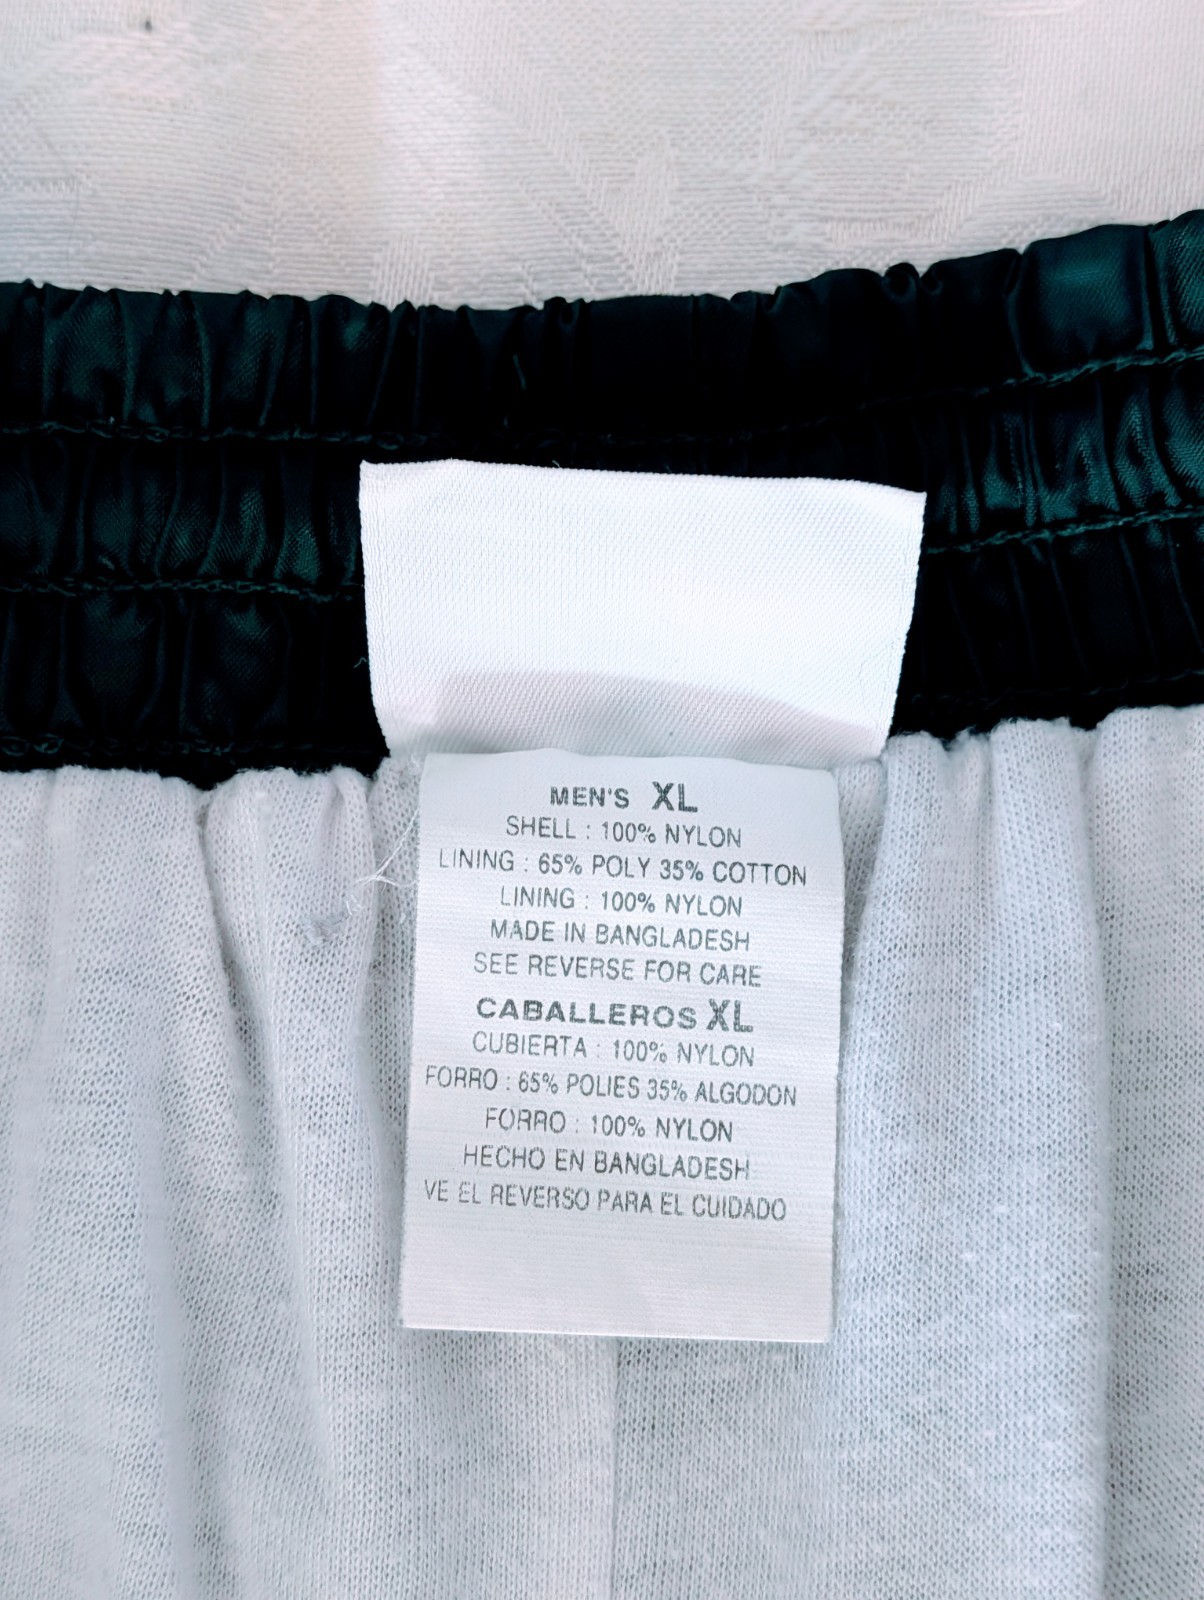 MEN'S XL
SHELL : 100% NYLON
LINING : 65% POLY 35% COTTON
LINING : 100% NYLON
MADE IN BANGLADESH
SEE REVERSE FOR CARE
CABALLEROS XL
CUBIERTA : 100% NYLON
FORRO : 65% POLIES 35% ALGODON
FORRO : 100% NYLON
HECHO EN BANGLADESH
VE EL REVERSO PARA EL CUIDADO